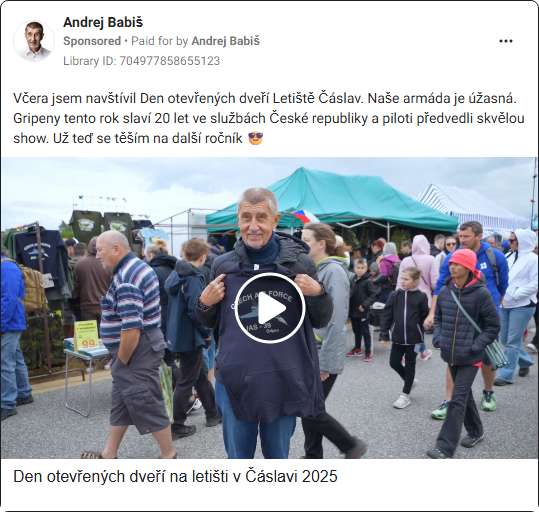 Andrej Babiš
Sponsored • Paid for by Andrej Babiš
Library ID: 704977858655123
Včera jsem navštívil Den otevřených dveří Letiště Čáslav. Naše armáda je úžasná.
Gripeny tento rok slaví 20 let ve službách České republiky a piloti předvedli skvělou
show. Už teď se těším na další ročník 😎
CZECH AIR FORCE
JAS - 39
Gripen
Den otevřených dveří na letišti v Čáslavi 2025